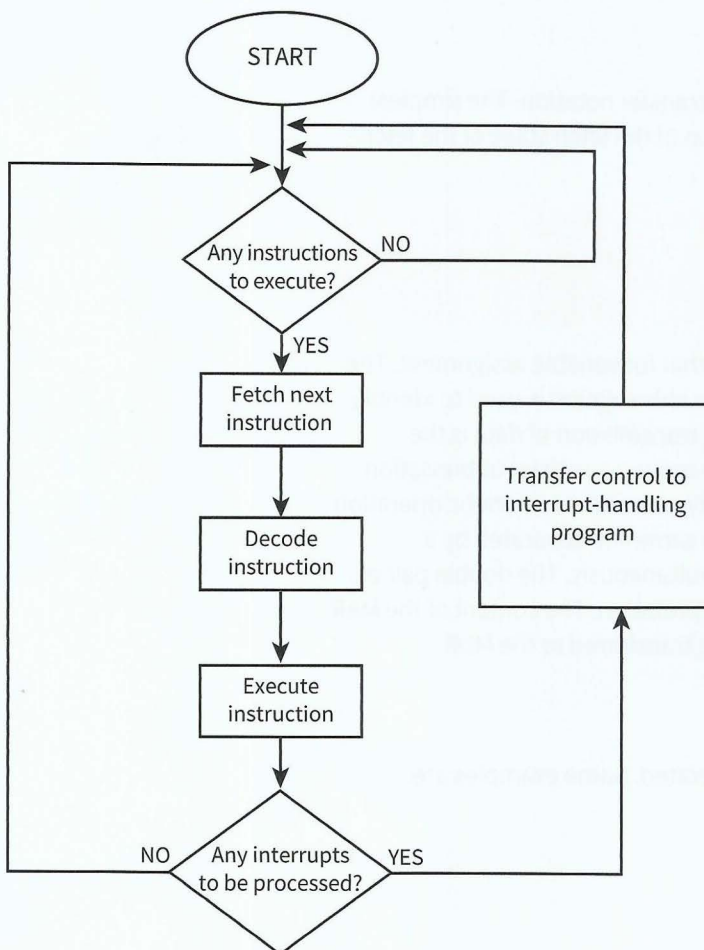 START
Any instructions
to execute?
NO
YES
Fetch next
instruction
Decode
instruction
Execute
instruction
Any interrupts
to be processed?
NO
YES
Transfer control to
interrupt-handling
program